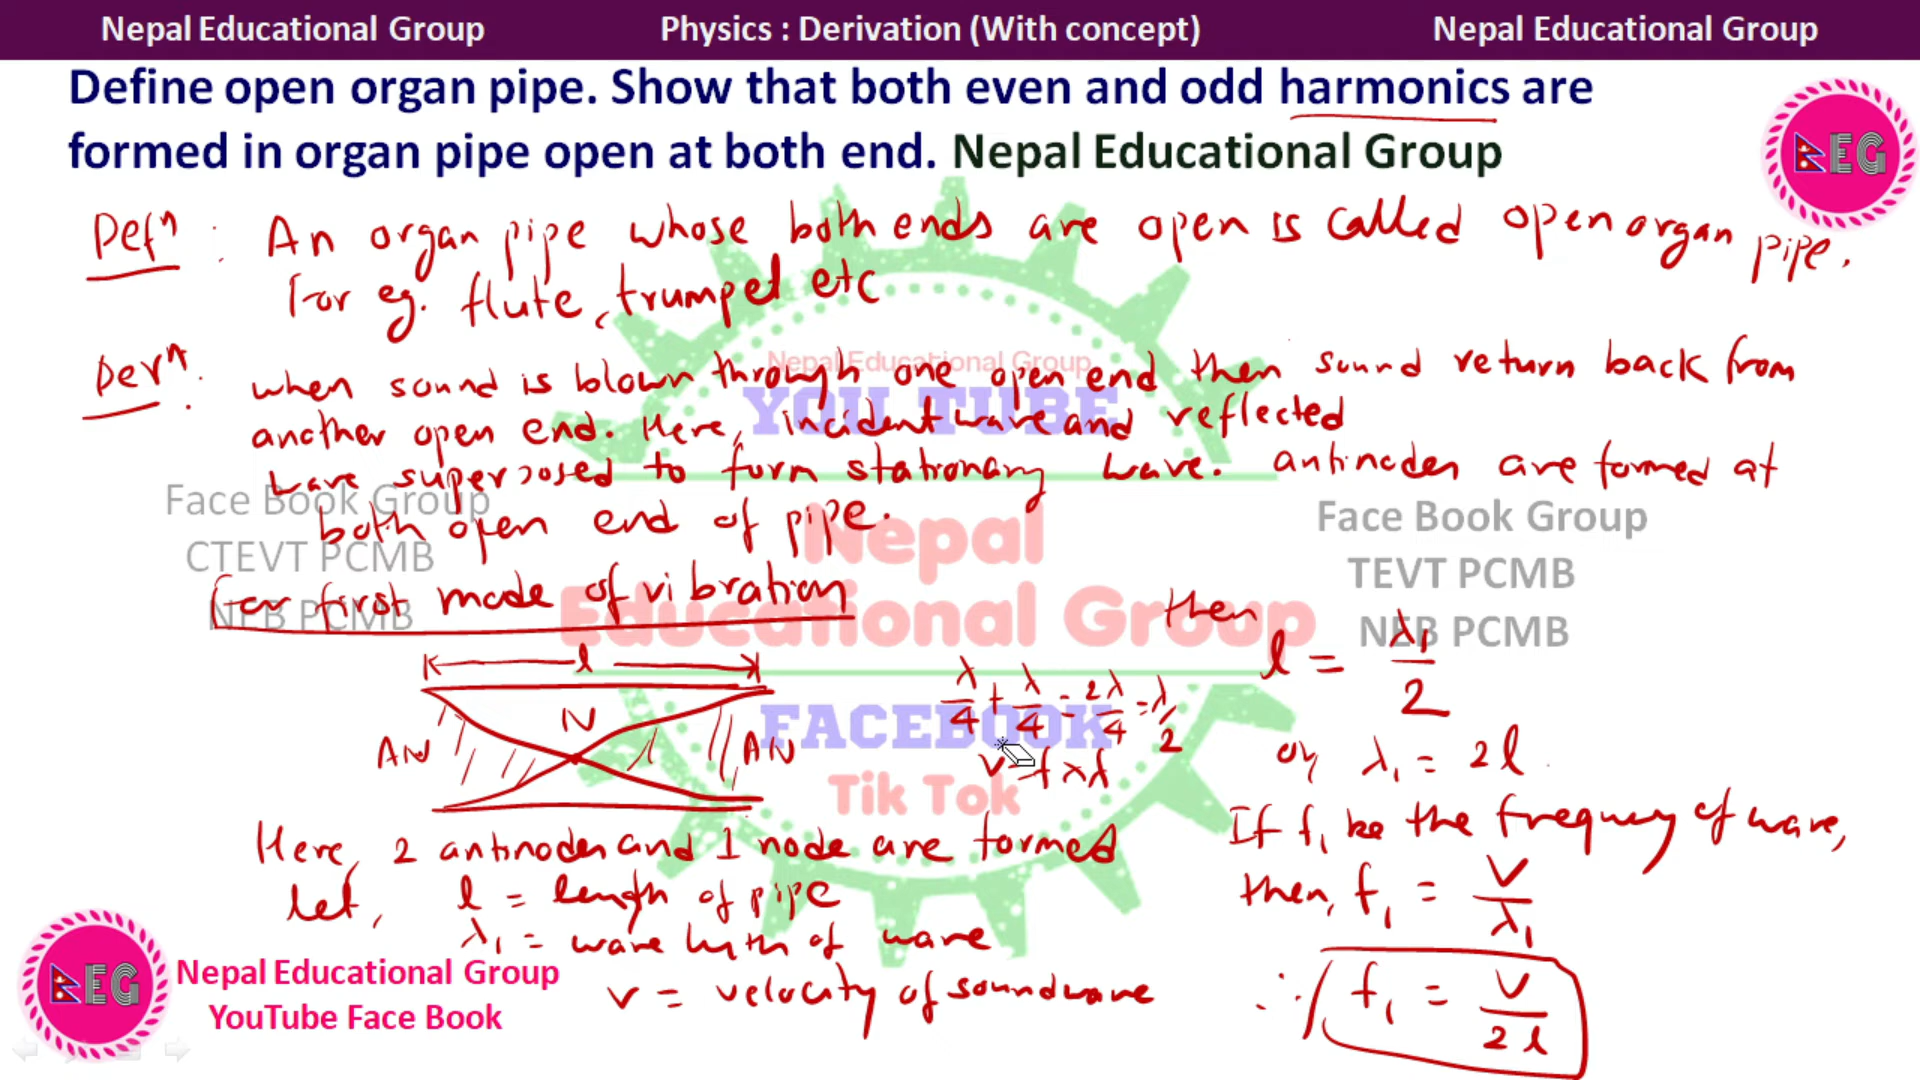 Nepal Educational Group
Physics : Derivation (With concept)
Nepal Educational Group
Define open organ pipe. Show that both even and odd harmonics are
formed in organ pipe open at both end. Nepal Educational Group
EG
Defⁿ : An organ pipe whose both ends are open is called open organ pipe.
For eg. flute, trumpet etc
Nepal Educational Group
YOU TUBE
Derⁿ. when sound is blown through one open end then sound return back from
another open end. Here, incident wave and reflected
wave superposed to form stationary wave. antinodes are formed at
both open end of pipe.
Face Book Group
CTEVT PCMB
NEB PCMB
Nepal
Educational Group
Face Book Group
TEVT PCMB
NEB PCMB
For first mode of vibration
l
N
AN
AN
λ/4 + λ/4 = 2λ/4 = λ/2
v = f × λ
FACEBOOK
Tik Tok
Here, 2 antinodes and 1 node are formed
let, l = length of pipe
λ₁ = wave lgth of wave
v = velocity of sound wave
then
l = λ₁/2
or λ₁ = 2l
If f₁ be the frequency of wave,
then, f₁ = v/λ₁
∴ f₁ = v/2l
EG
Nepal Educational Group
YouTube Face Book